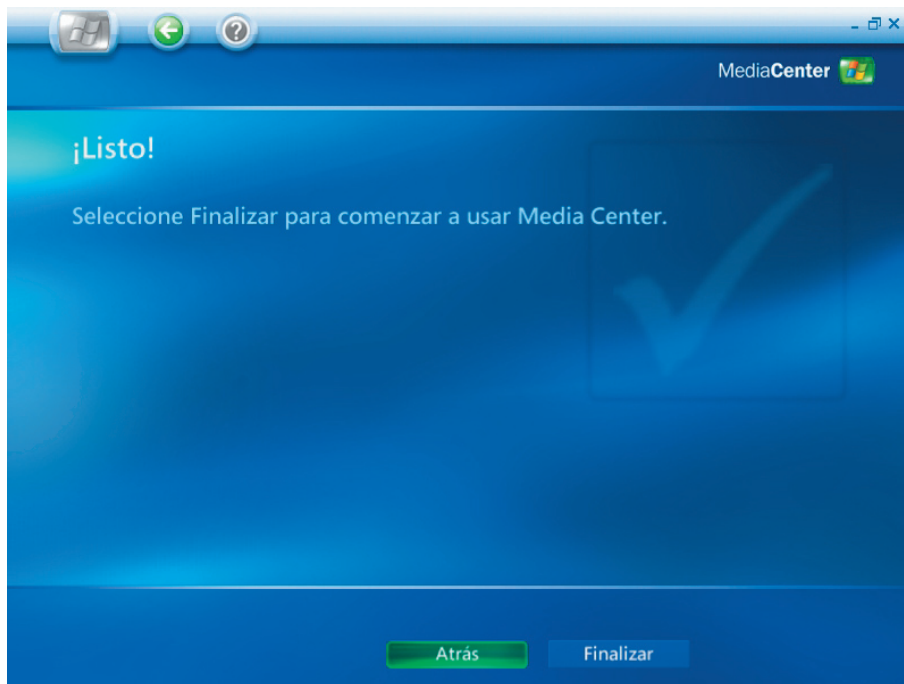 MediaCenter
¡Listo!
Seleccione Finalizar para comenzar a usar Media Center.
Atrás
Finalizar